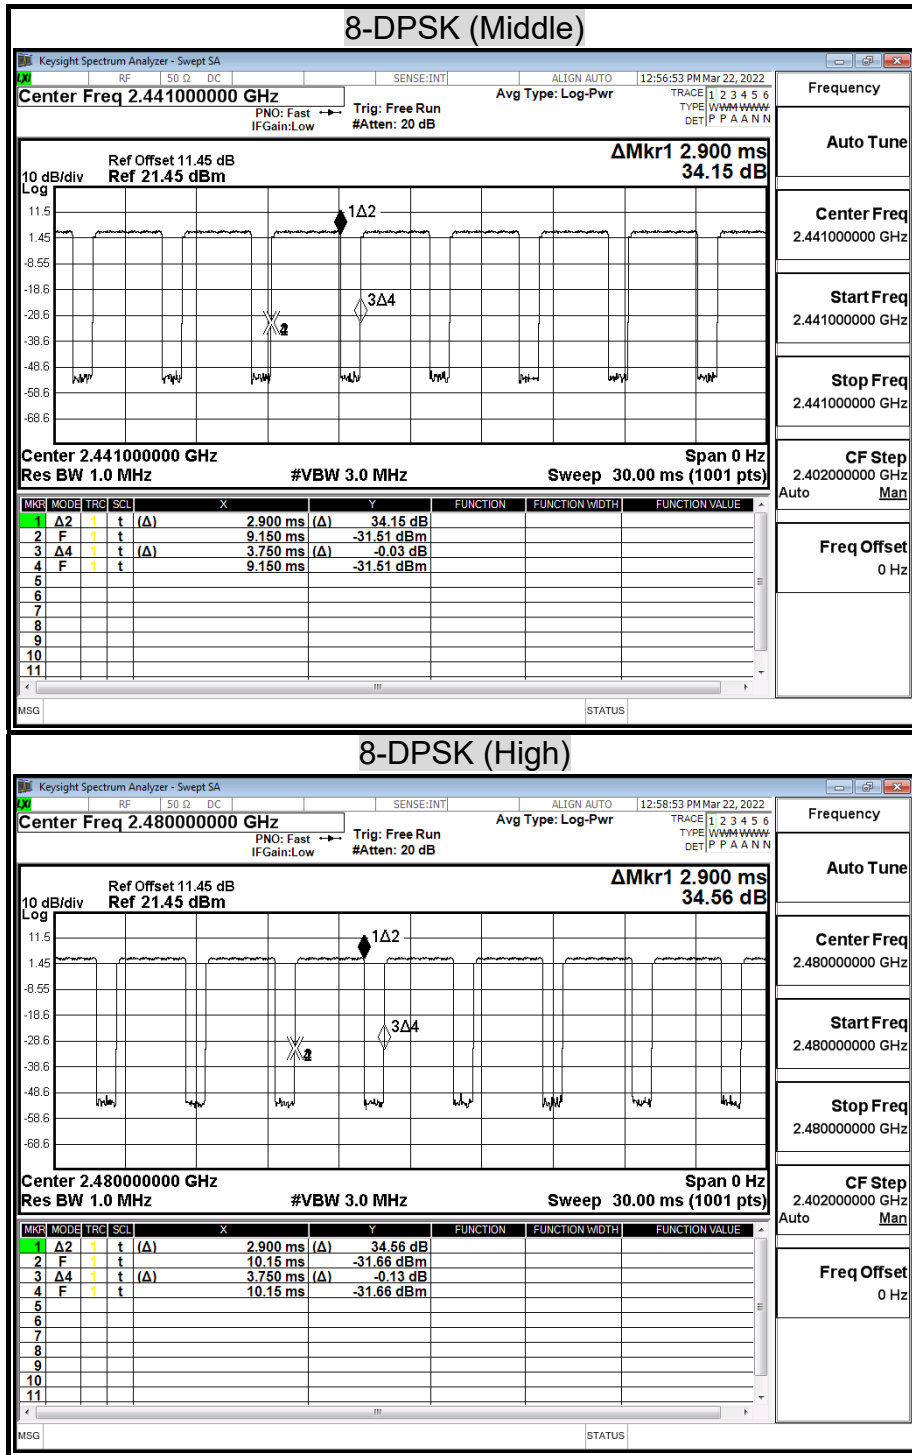 8-DPSK (Middle)
Keysight Spectrum Analyzer - Swept SA
LXI RF 50 Ω DC SENSE:INT ALIGN AUTO 12:56:53 PM Mar 22, 2022
Center Freq 2.441000000 GHz
PNO: Fast
IFGain:Low
Trig: Free Run
#Atten: 20 dB
Avg Type: Log-Pwr
TRACE 1 2 3 4 5 6
TYPE WWMWWWW
DET P P A A N N
Frequency
Auto Tune
Center Freq
2.441000000 GHz
Start Freq
2.441000000 GHz
Stop Freq
2.441000000 GHz
CF Step
2.402000000 GHz
Auto Man
Freq Offset
0 Hz
ΔMkr1 2.900 ms
34.15 dB
Ref Offset 11.45 dB
10 dB/div Ref 21.45 dBm
Log
11.5
1.45
-8.55
-18.6
-28.6
-38.6
-48.6
-58.6
-68.6
1Δ2
3Δ4
Center 2.441000000 GHz Span 0 Hz
Res BW 1.0 MHz #VBW 3.0 MHz Sweep 30.00 ms (1001 pts)
MKR MODE TRC SCL X Y FUNCTION FUNCTION WIDTH FUNCTION VALUE
1 Δ2 1 t (Δ) 2.900 ms (Δ) 34.15 dB
2 F 1 t 9.150 ms -31.51 dBm
3 Δ4 1 t (Δ) 3.750 ms (Δ) -0.03 dB
4 F 1 t 9.150 ms -31.51 dBm
5
6
7
8
9
10
11
MSG STATUS
8-DPSK (High)
Keysight Spectrum Analyzer - Swept SA
LXI RF 50 Ω DC SENSE:INT ALIGN AUTO 12:58:53 PM Mar 22, 2022
Center Freq 2.480000000 GHz
PNO: Fast
IFGain:Low
Trig: Free Run
#Atten: 20 dB
Avg Type: Log-Pwr
TRACE 1 2 3 4 5 6
TYPE WWMWWWW
DET P P A A N N
Frequency
Auto Tune
Center Freq
2.480000000 GHz
Start Freq
2.480000000 GHz
Stop Freq
2.480000000 GHz
CF Step
2.402000000 GHz
Auto Man
Freq Offset
0 Hz
ΔMkr1 2.900 ms
34.56 dB
Ref Offset 11.45 dB
10 dB/div Ref 21.45 dBm
Log
11.5
1.45
-8.55
-18.6
-28.6
-38.6
-48.6
-58.6
-68.6
1Δ2
3Δ4
Center 2.480000000 GHz Span 0 Hz
Res BW 1.0 MHz #VBW 3.0 MHz Sweep 30.00 ms (1001 pts)
MKR MODE TRC SCL X Y FUNCTION FUNCTION WIDTH FUNCTION VALUE
1 Δ2 1 t (Δ) 2.900 ms (Δ) 34.56 dB
2 F 1 t 10.15 ms -31.66 dBm
3 Δ4 1 t (Δ) 3.750 ms (Δ) -0.13 dB
4 F 1 t 10.15 ms -31.66 dBm
5
6
7
8
9
10
11
MSG STATUS